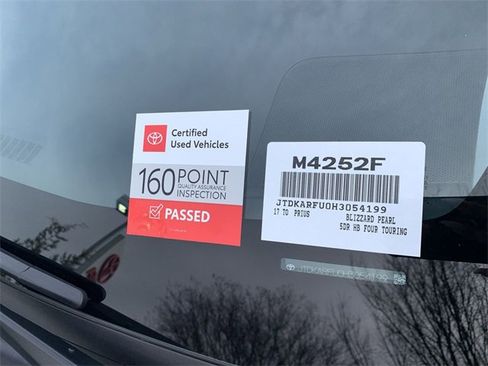 Certified
Used Vehicles
160 POINT
QUALITY ASSURANCE
INSPECTION
PASSED
M4252F
JTDKARFU0H3054199
17 TO PRIUS BLIZZARD PEARL
5DR HB FOUR TOURING
JTDKARFU0H3054199